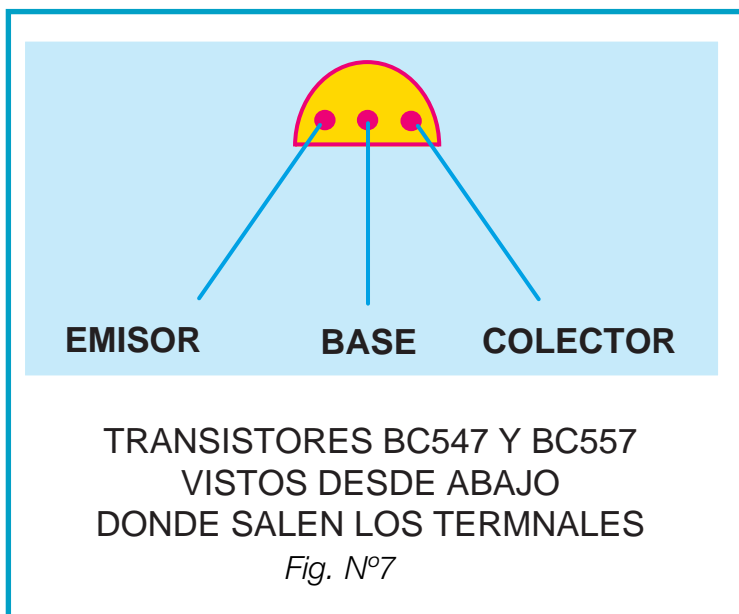 EMISOR BASE COLECTOR
TRANSISTORES BC547 Y BC557
VISTOS DESDE ABAJO
DONDE SALEN LOS TERMNALES
Fig. Nº7